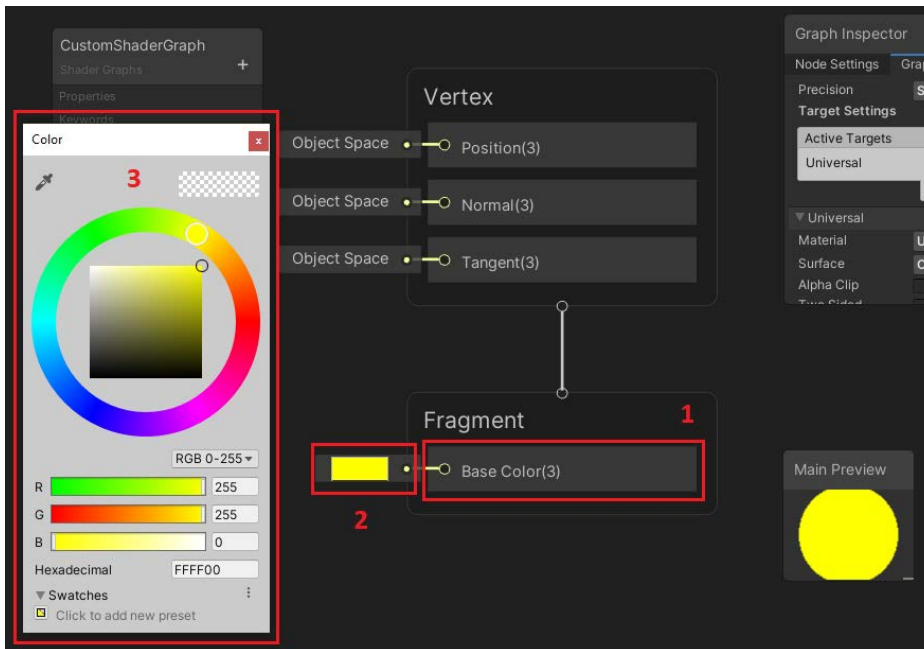 CustomShaderGraph
Shader Graphs
+
Properties
Keywords
Color
x
3
RGB 0-255
R 255
G 255
B 0
Hexadecimal FFFF00
Swatches
Click to add new preset
Vertex
Object Space Position(3)
Object Space Normal(3)
Object Space Tangent(3)
Fragment
1
Base Color(3)
2
Graph Inspector
Node Settings Grap
Precision S
Target Settings
Active Targets
Universal
Universal
Material U
Surface O
Alpha Clip
Two Sided
Main Preview